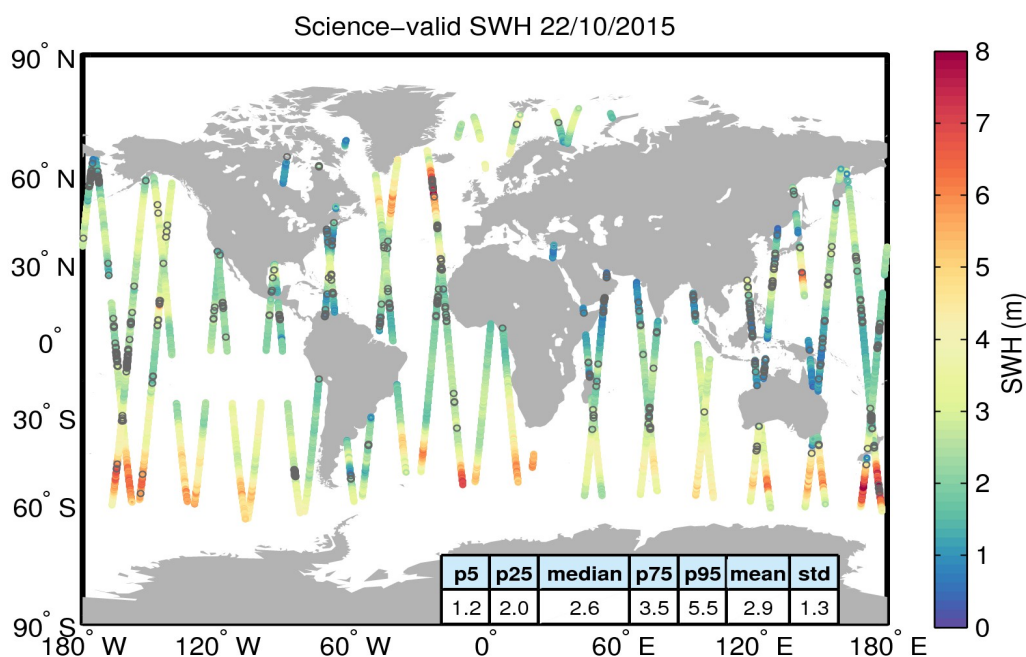 Science−valid SWH 22/10/2015
90° N
60° N
30° N
0°
30° S
60° S
90° S
180° W
120° W
60° W
0°
60° E
120° E
180° E
p5 p25 median p75 p95 mean std
1.2 2.0 2.6 3.5 5.5 2.9 1.3
8
7
6
5
4
3
2
1
0
SWH (m)